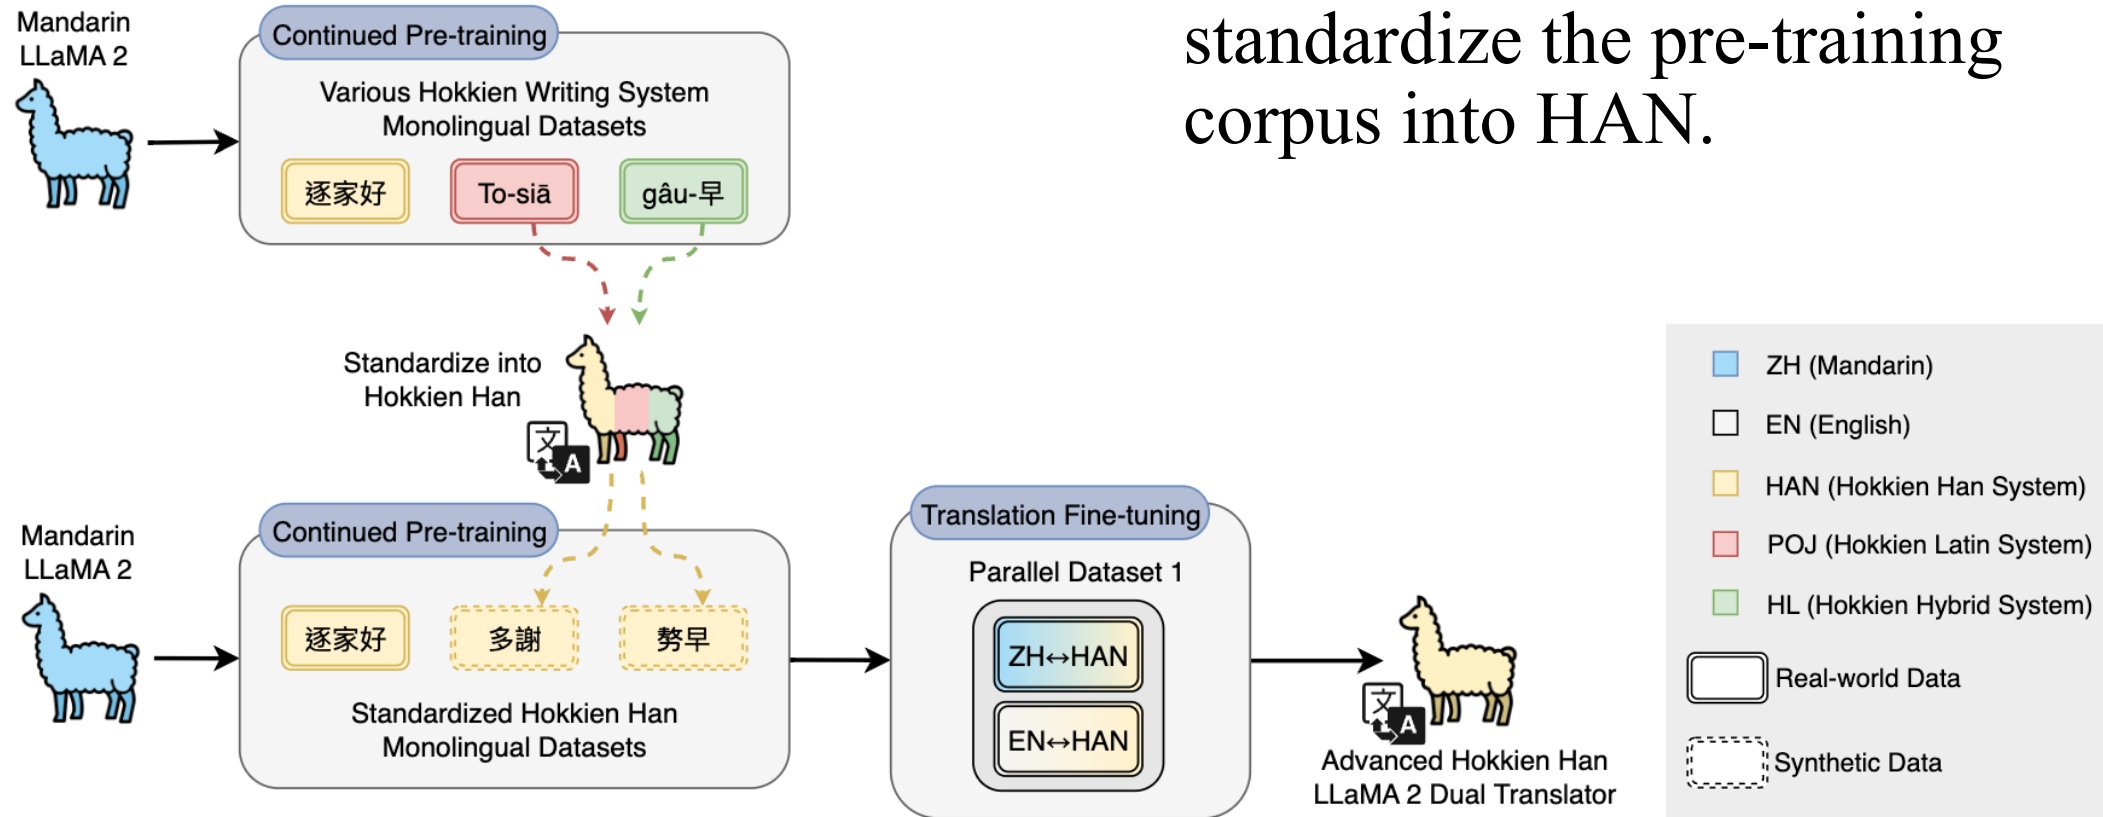 Mandarin
LLaMA 2
Continued Pre-training
Various Hokkien Writing System
Monolingual Datasets
逐家好
To-siā
gâu-早
standardize the pre-training
corpus into HAN.
Standardize into
Hokkien Han
文
A
Mandarin
LLaMA 2
Continued Pre-training
逐家好
多謝
勢早
Standardized Hokkien Han
Monolingual Datasets
Translation Fine-tuning
Parallel Dataset 1
ZH↔HAN
EN↔HAN
文
A
Advanced Hokkien Han
LLaMA 2 Dual Translator
ZH (Mandarin)
EN (English)
HAN (Hokkien Han System)
POJ (Hokkien Latin System)
HL (Hokkien Hybrid System)
Real-world Data
Synthetic Data